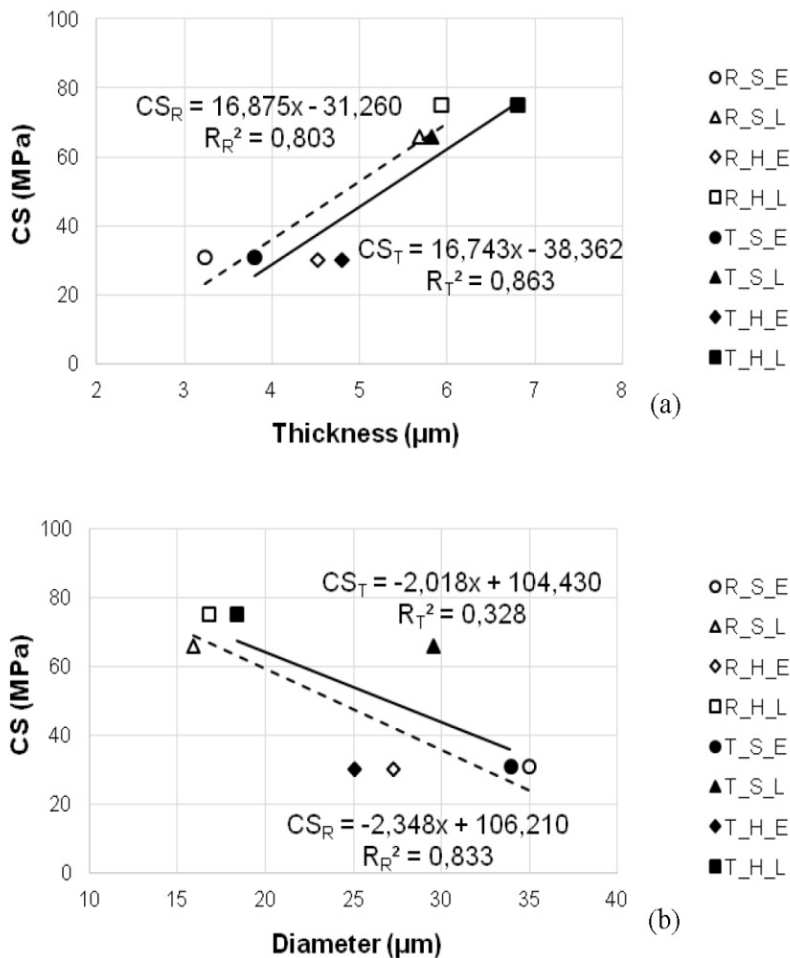 100
80
60
40
20
0
CS (MPa)
CS_R = 16,875x - 31,260
R_R² = 0,803
CS_T = 16,743x - 38,362
R_T² = 0,863
2 3 4 5 6 7 8
Thickness (µm)
R_S_E
R_S_L
R_H_E
R_H_L
T_S_E
T_S_L
T_H_E
T_H_L
(a)
100
80
60
40
20
0
CS (MPa)
CS_T = -2,018x + 104,430
R_T² = 0,328
CS_R = -2,348x + 106,210
R_R² = 0,833
10 15 20 25 30 35 40
Diameter (µm)
R_S_E
R_S_L
R_H_E
R_H_L
T_S_E
T_S_L
T_H_E
T_H_L
(b)